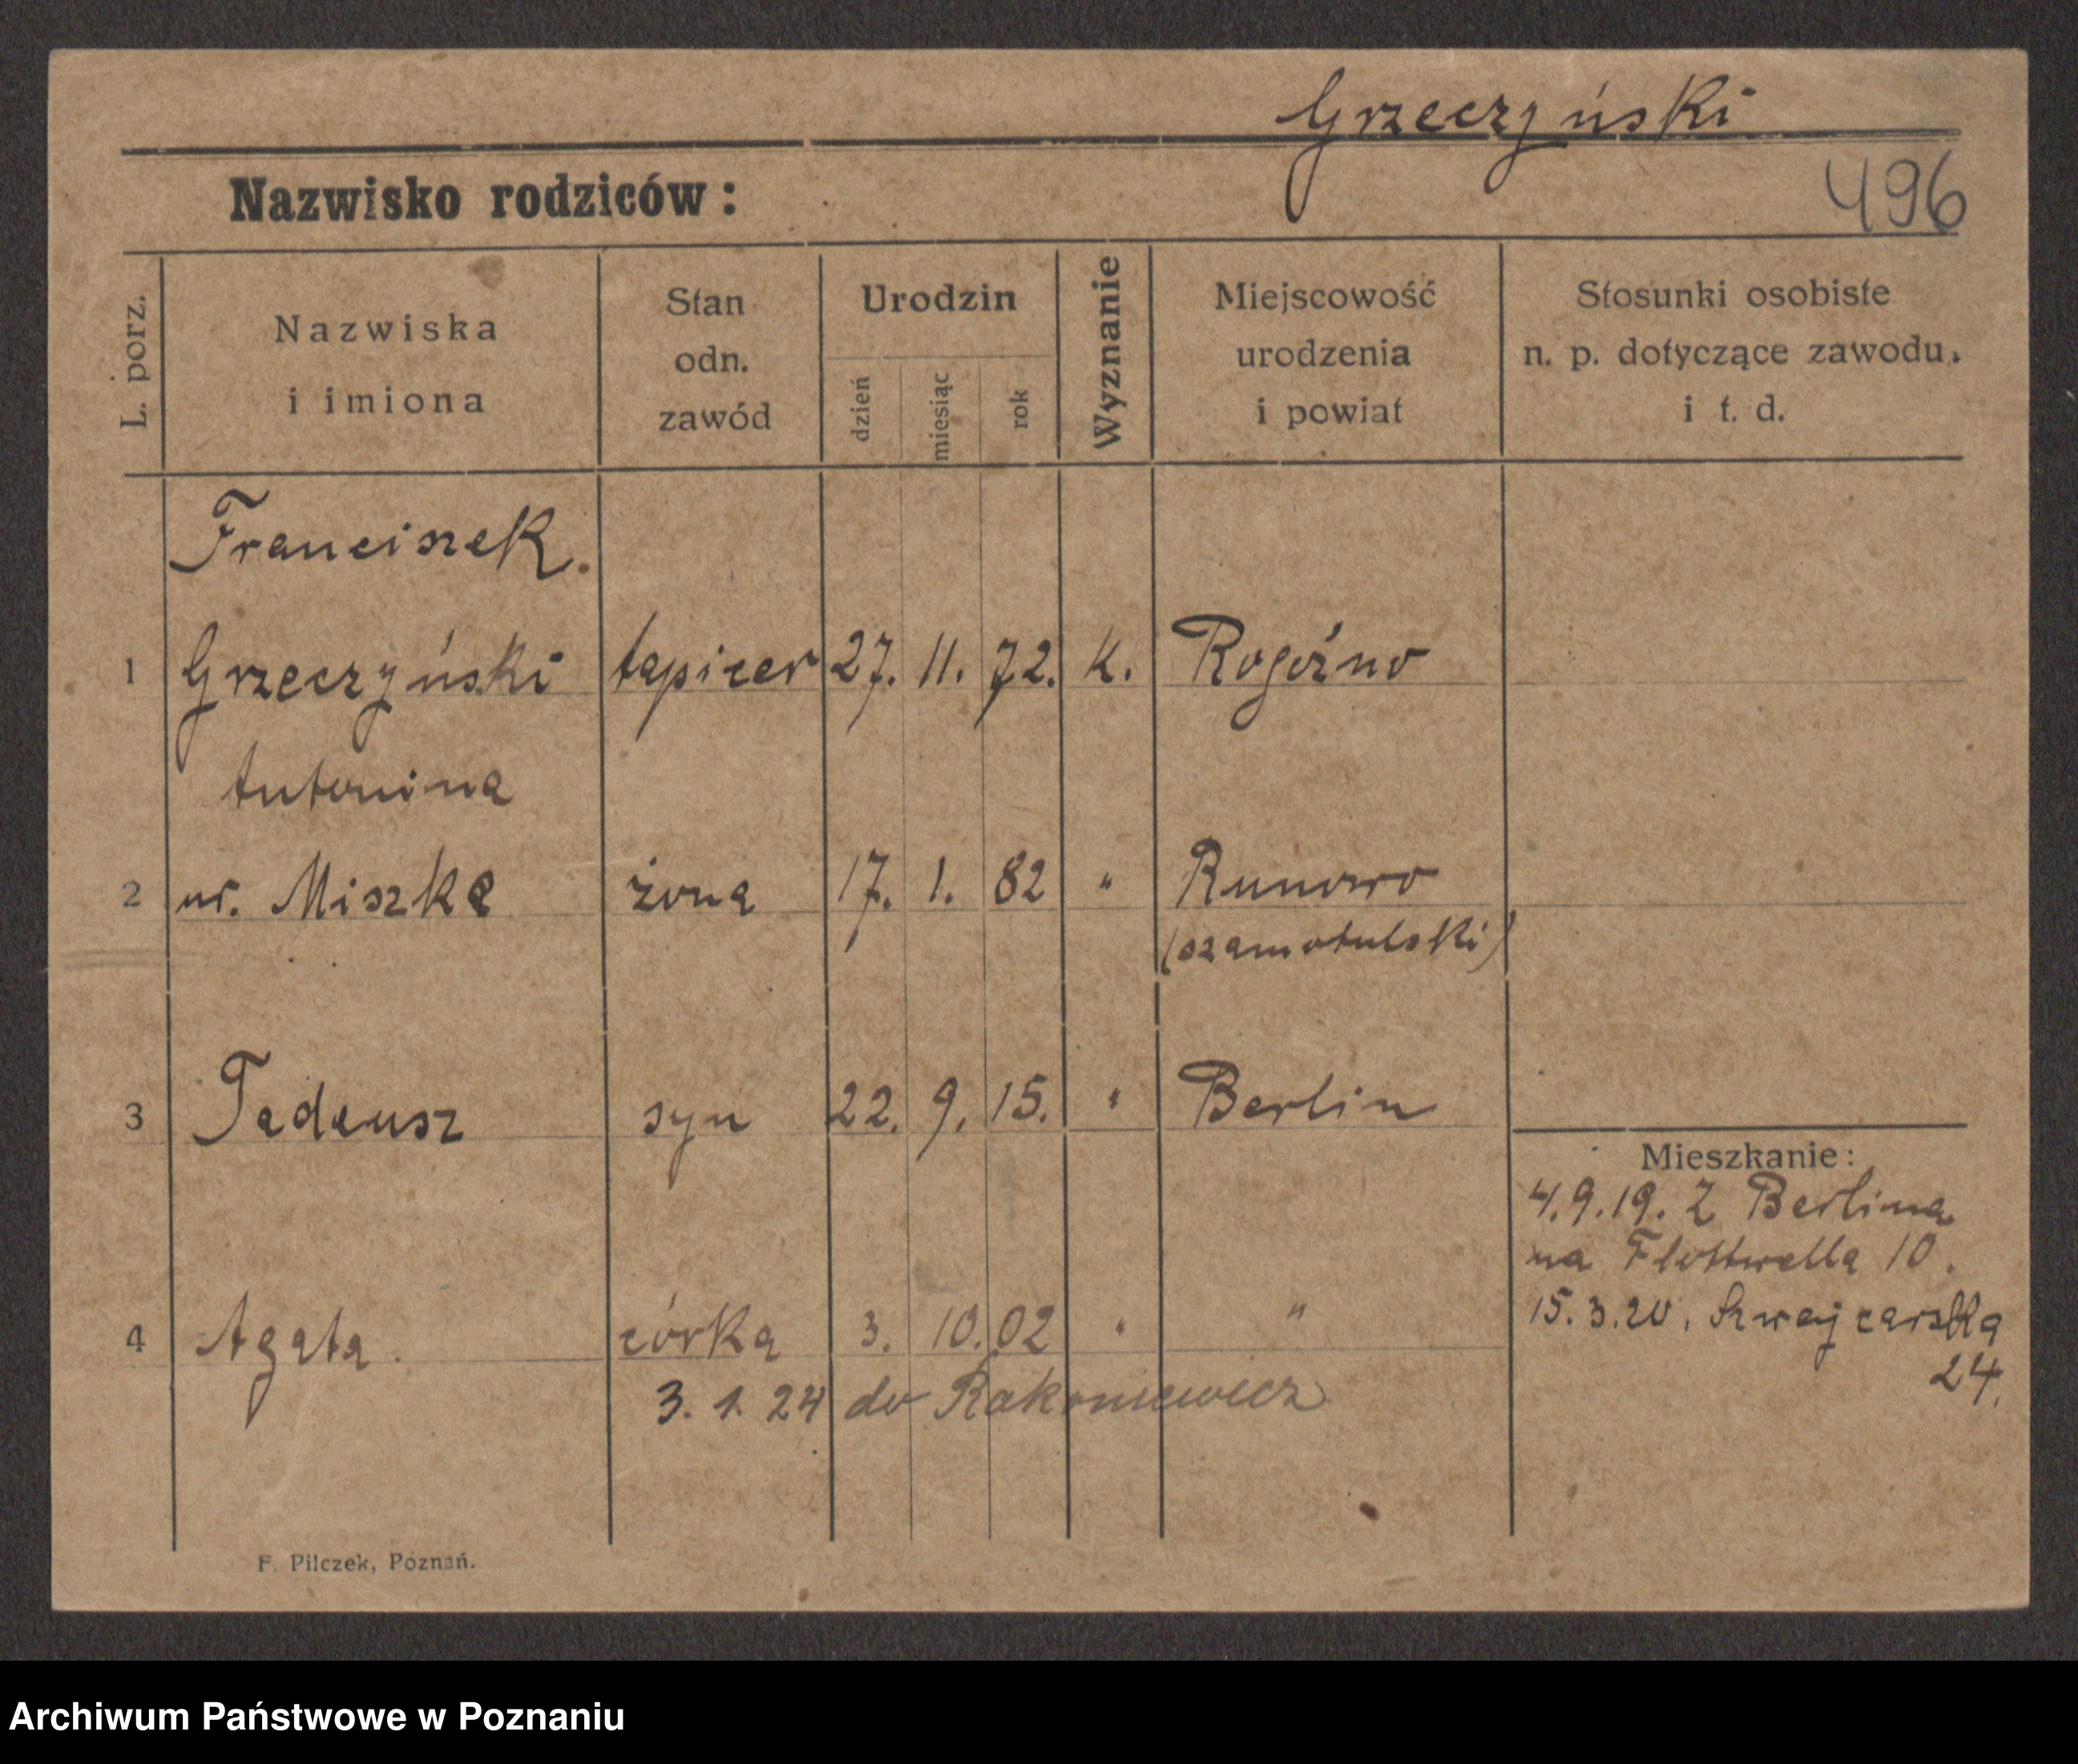 Grzeczyński
Nazwisko rodziców:
496
L. porz.
Nazwiska
i imiona
Stan
odn.
zawód
Urodzin
dzień
miesiąc
rok
Wyznanie
Miejscowość
urodzenia
i powiat
Stosunki osobiste
n. p. dotyczące zawodu.
i t. d.
Franciszek.
1 Grzeczyński tapicer 27. 11. 72. K. Rogóźno
Antonina
2 ur. Miszka żona 17. 1. 82 " Runowo
(szamotulski)
3 Tadeusz syn 22. 9. 15. " Berlin
Mieszkanie:
4.9.19. Z Berlina
na Flottwella 10.
15.3.20. Szwajcarska
24.
4 Agata. córka 3. 10. 02 " "
3. 1. 24 do Rakoniewicz
F. Pilczek, Poznań.
Archiwum Państwowe w Poznaniu